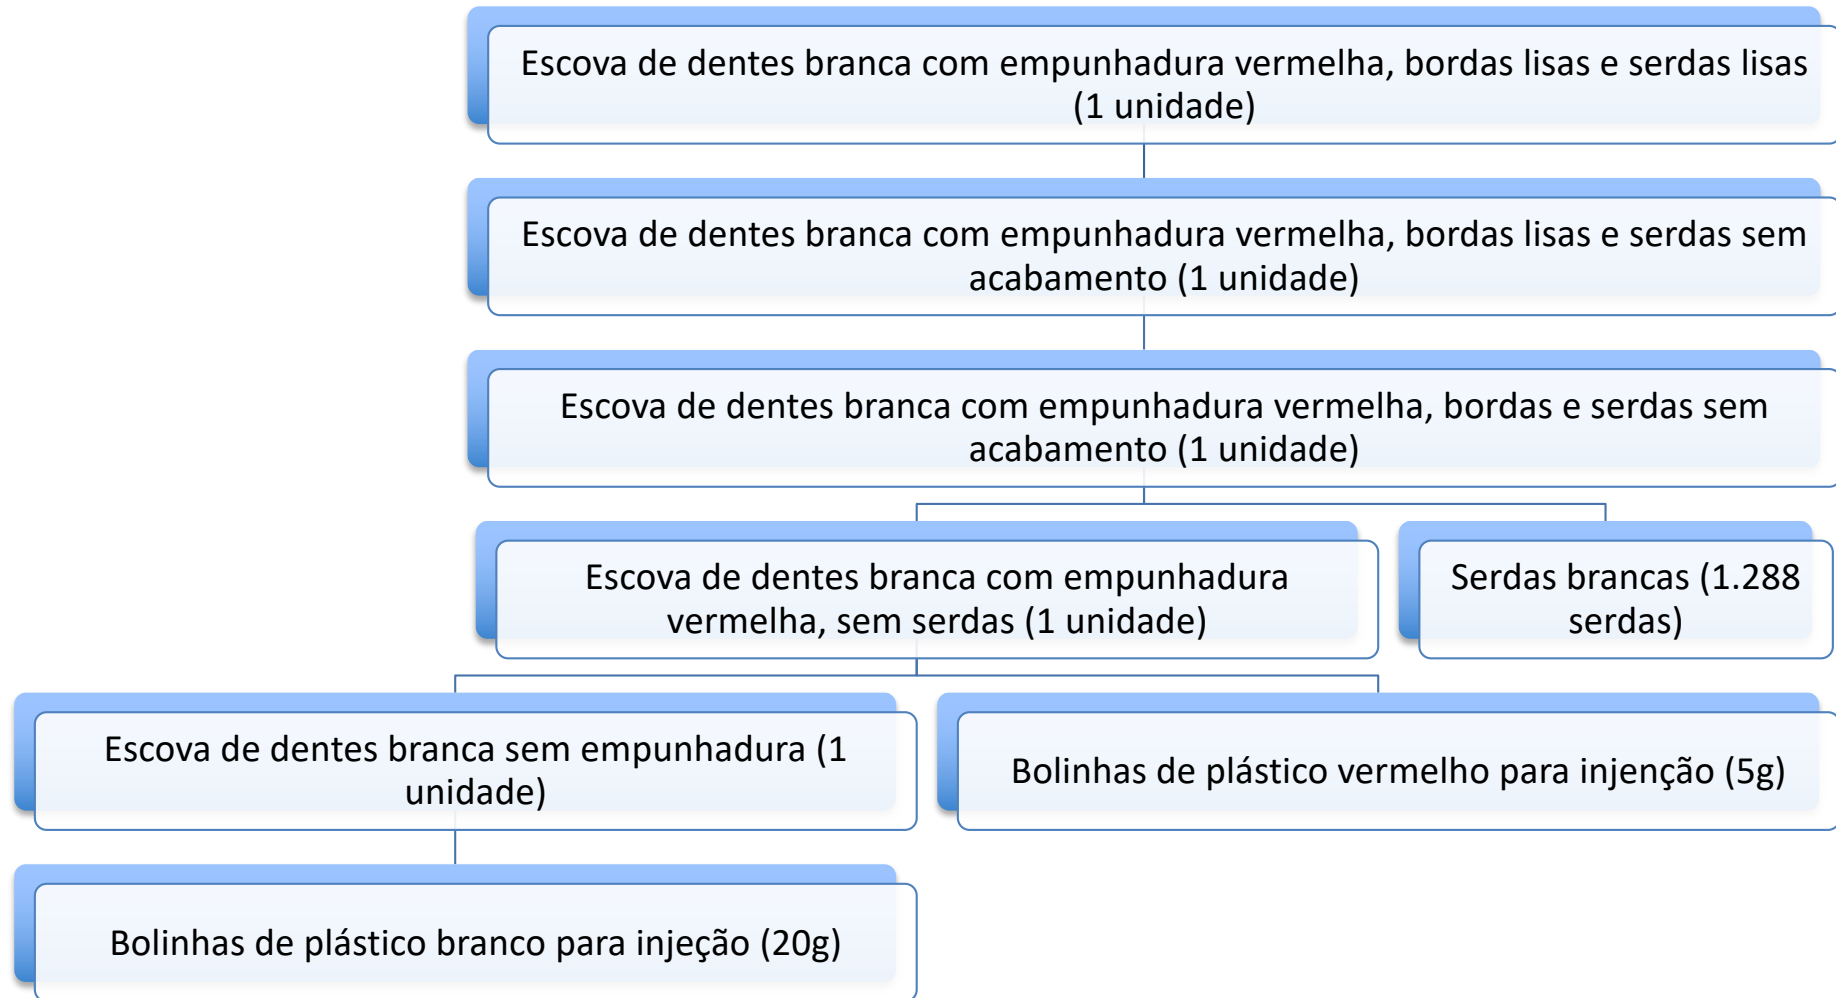 Escova de dentes branca com empunhadura vermelha, bordas lisas e serdas lisas
(1 unidade)
Escova de dentes branca com empunhadura vermelha, bordas lisas e serdas sem
acabamento (1 unidade)
Escova de dentes branca com empunhadura vermelha, bordas e serdas sem
acabamento (1 unidade)
Escova de dentes branca com empunhadura
vermelha, sem serdas (1 unidade)
Serdas brancas (1.288
serdas)
Escova de dentes branca sem empunhadura (1
unidade)
Bolinhas de plástico vermelho para injenção (5g)
Bolinhas de plástico branco para injeção (20g)